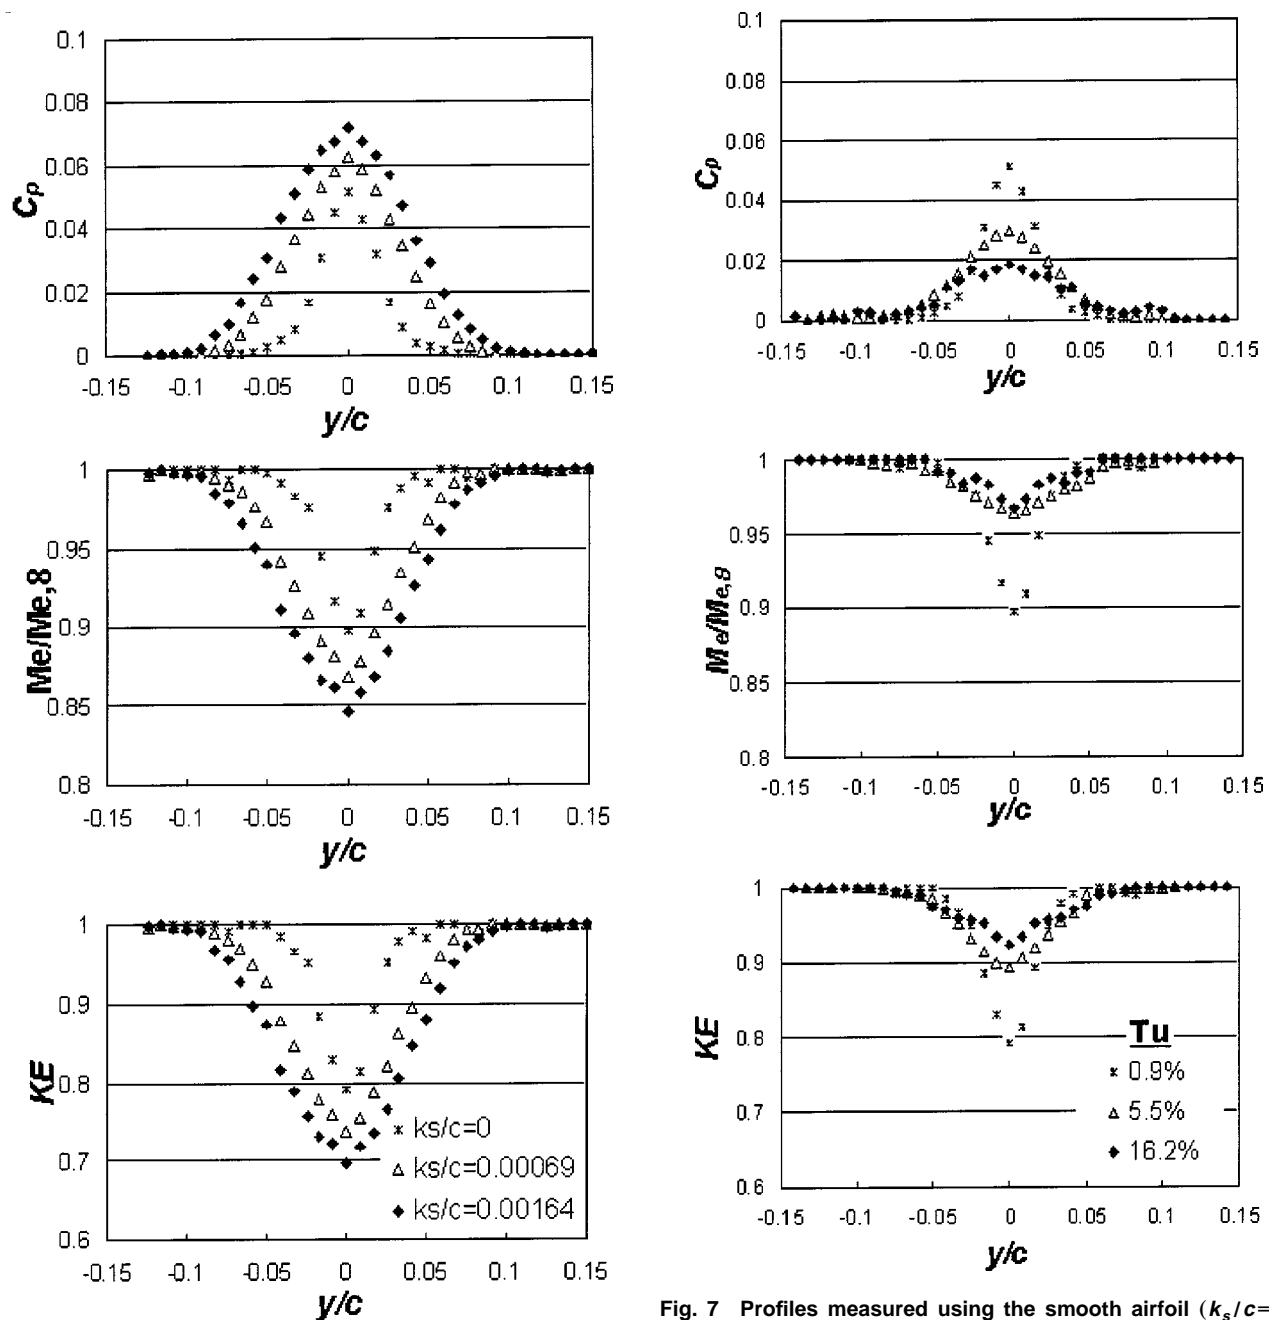 0.1
0.08
0.06
0.04
0.02
0
Cp
-0.15 -0.1 -0.05 0 0.05 0.1 0.15
y/c
1
0.95
0.9
0.85
0.8
Me/Me,8
-0.15 -0.1 -0.05 0 0.05 0.1 0.15
y/c
1
0.9
0.8
0.7
0.6
KE
ks/c=0
ks/c=0.00069
ks/c=0.00164
-0.15 -0.1 -0.05 0 0.05 0.1 0.15
y/c
0.1
0.08
0.06
0.04
0.02
0
Cp
-0.15 -0.1 -0.05 0 0.05 0.1 0.15
y/c
1
0.95
0.9
0.85
0.8
Me/Me,8
-0.15 -0.1 -0.05 0 0.05 0.1 0.15
y/c
1
0.9
0.8
0.7
0.6
KE
Tu
0.9%
5.5%
16.2%
-0.15 -0.1 -0.05 0 0.05 0.1 0.15
y/c
Fig. 7 Profiles measured using the smooth airfoil (ks/c=